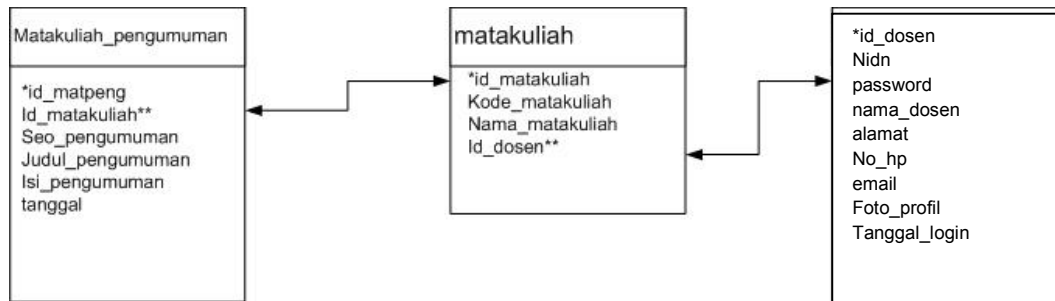 Matakuliah_pengumuman
*id_matpeng
Id_matakuliah**
Seo_pengumuman
Judul_pengumuman
Isi_pengumuman
tanggal
matakuliah
*id_matakuliah
Kode_matakuliah
Nama_matakuliah
Id_dosen**
*id_dosen
Nidn
password
nama_dosen
alamat
No_hp
email
Foto_profil
Tanggal_login